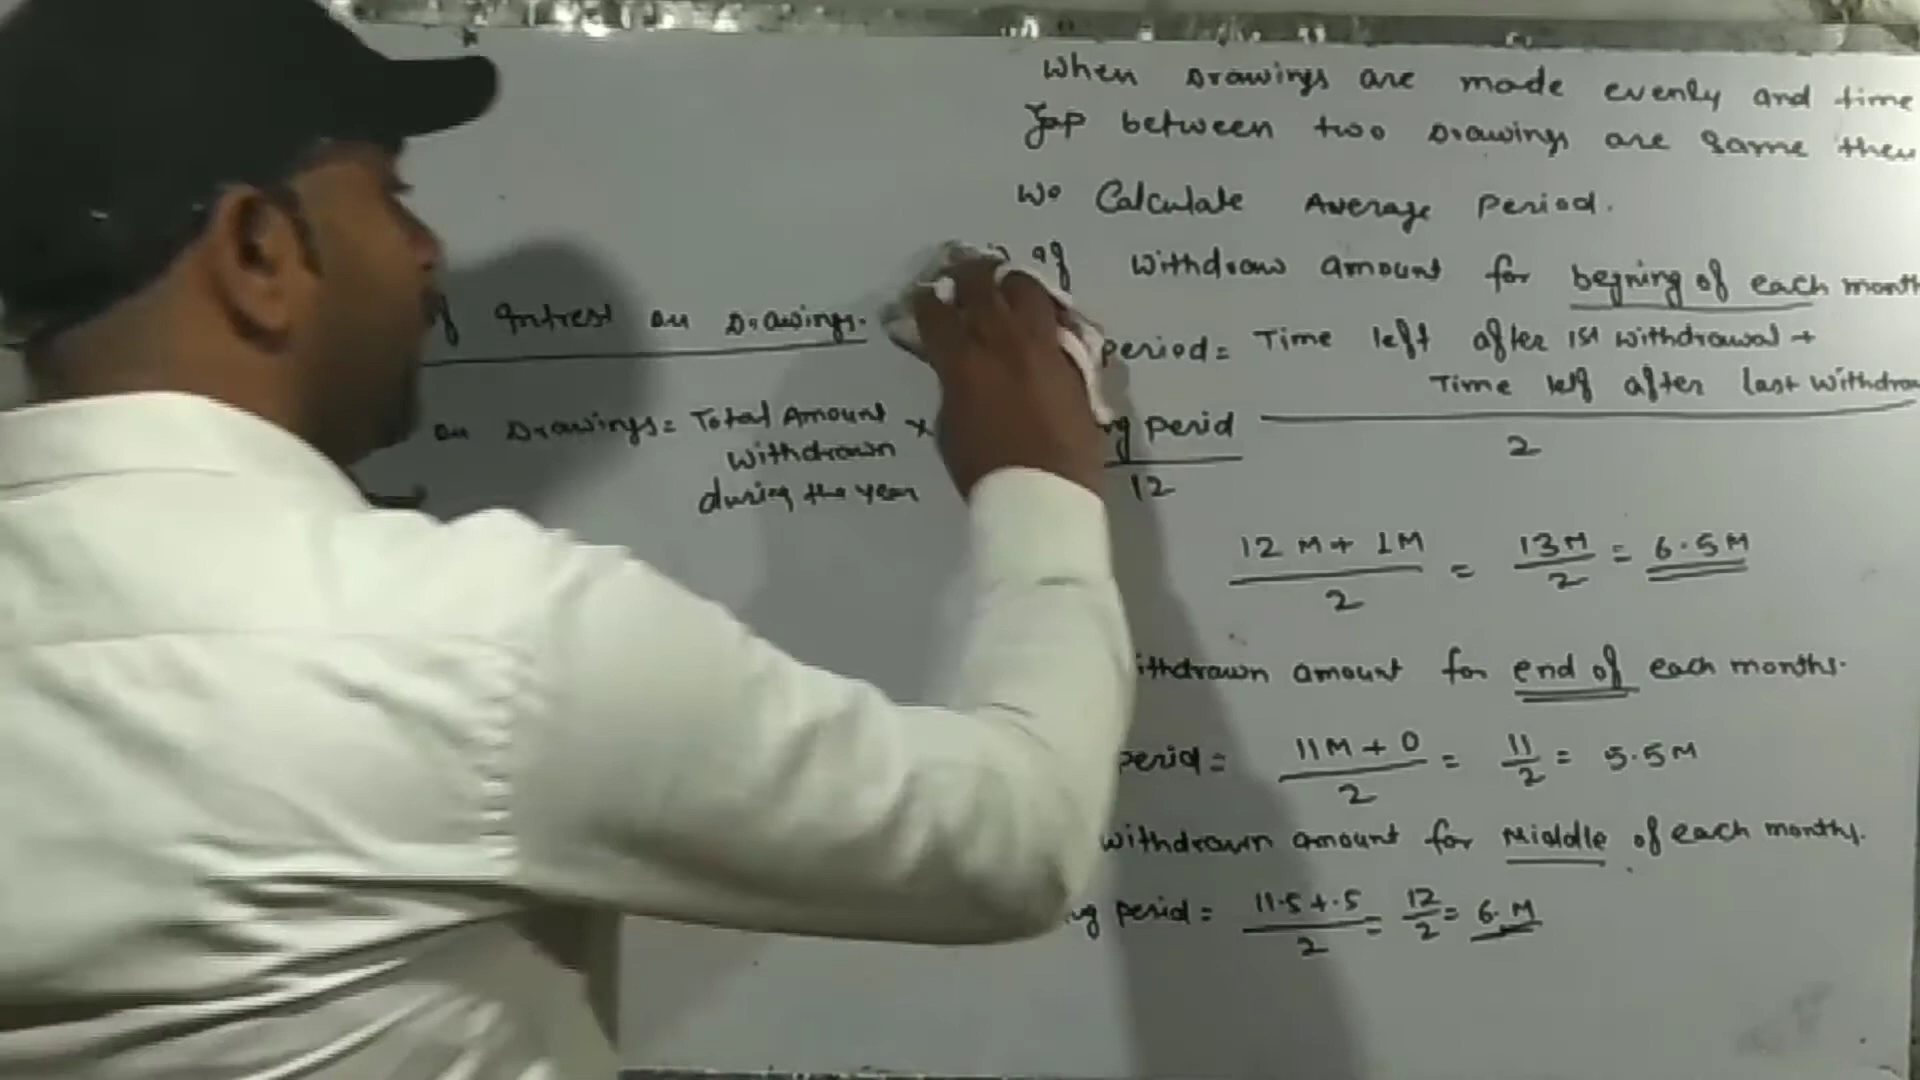 When Drawings are made evenly and time
Gap between two Drawings are same then
We Calculate Average Period.
of withdraw amount for begning of each month
period = Time left after 1st withdrawal +
Time left after last withdraw
2
of Intrest on Drawings.
on Drawings = Total Amount withdrawn during the year ×
perid
12
12 M + 1M / 2 = 13M / 2 = 6.5M
ithdrawn amount for end of each months.
perid = 11M + 0 / 2 = 11 / 2 = 5.5M
withdrawn amount for Middle of each months.
vg period = 11.5 + .5 / 2 = 12 / 2 = 6. M